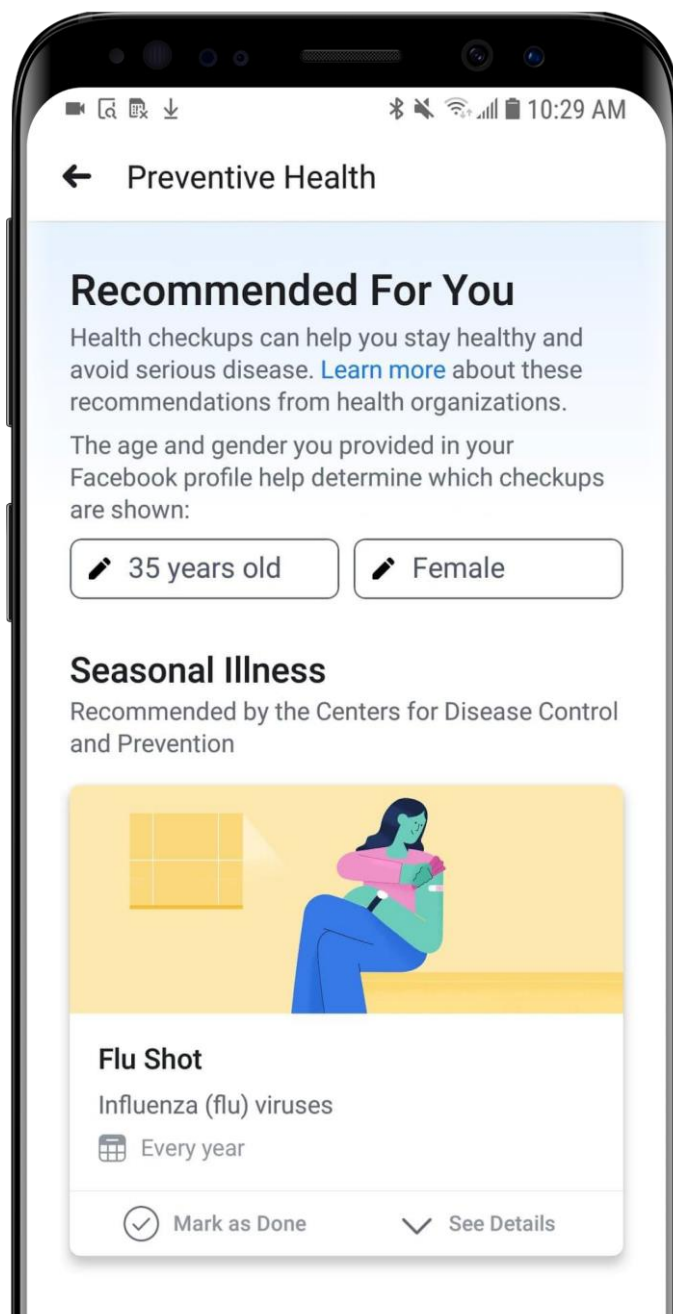 10:29 AM
Preventive Health
Recommended For You
Health checkups can help you stay healthy and
avoid serious disease. Learn more about these
recommendations from health organizations.
The age and gender you provided in your
Facebook profile help determine which checkups
are shown:
35 years old Female
Seasonal Illness
Recommended by the Centers for Disease Control
and Prevention
Flu Shot
Influenza (flu) viruses
Every year
Mark as Done See Details